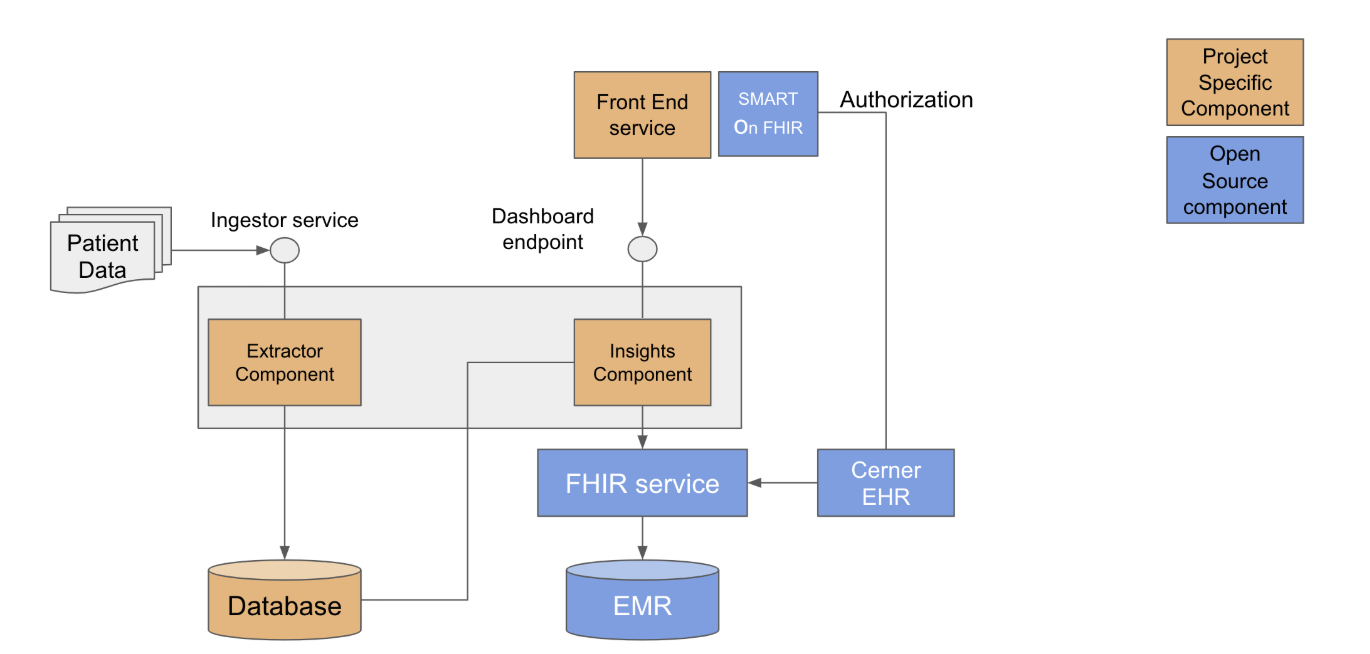 Project
Specific
Component
Open
Source
component
Front End
service
SMART
On FHIR
Authorization
Patient
Data
Ingestor service
Dashboard
endpoint
Extractor
Component
Insights
Component
FHIR service
Cerner
EHR
Database
EMR